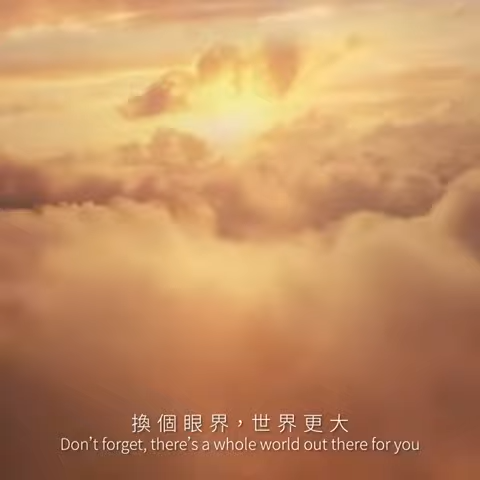 換個眼界，世界更大
Don't forget, there's a whole world out there for you